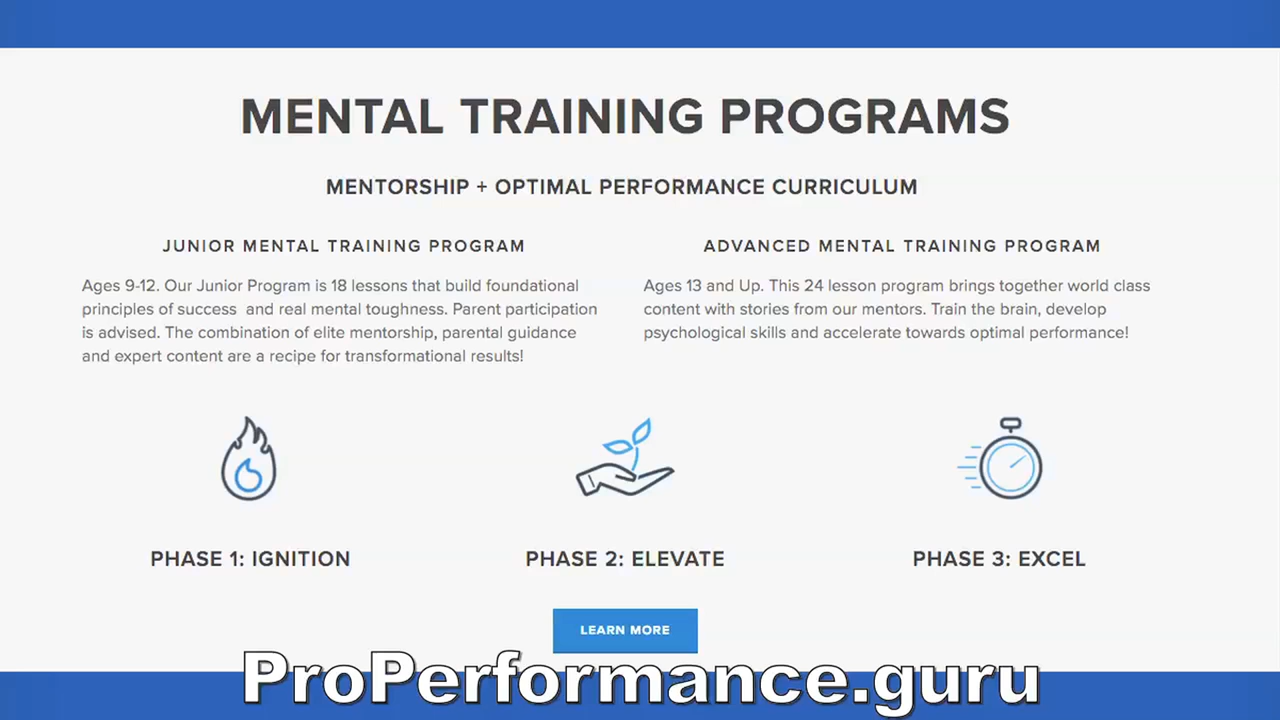 MENTAL TRAINING PROGRAMS
MENTORSHIP + OPTIMAL PERFORMANCE CURRICULUM
JUNIOR MENTAL TRAINING PROGRAM
Ages 9-12. Our Junior Program is 18 lessons that build foundational
principles of success  and real mental toughness. Parent participation
is advised. The combination of elite mentorship, parental guidance
and expert content are a recipe for transformational results!
ADVANCED MENTAL TRAINING PROGRAM
Ages 13 and Up. This 24 lesson program brings together world class
content with stories from our mentors. Train the brain, develop
psychological skills and accelerate towards optimal performance!
PHASE 1: IGNITION
PHASE 2: ELEVATE
PHASE 3: EXCEL
LEARN MORE
ProPerformance.guru